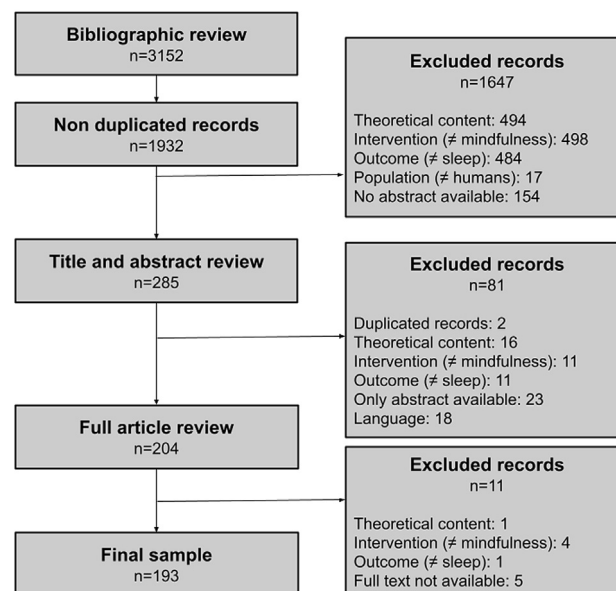 Bibliographic review
n=3152
Non duplicated records
n=1932
Excluded records
n=1647
Theoretical content: 494
Intervention (≠ mindfulness): 498
Outcome (≠ sleep): 484
Population (≠ humans): 17
No abstract available: 154
Title and abstract review
n=285
Excluded records
n=81
Duplicated records: 2
Theoretical content: 16
Intervention (≠ mindfulness): 11
Outcome (≠ sleep): 11
Only abstract available: 23
Language: 18
Full article review
n=204
Excluded records
n=11
Theoretical content: 1
Intervention (≠ mindfulness): 4
Outcome (≠ sleep): 1
Full text not available: 5
Final sample
n=193